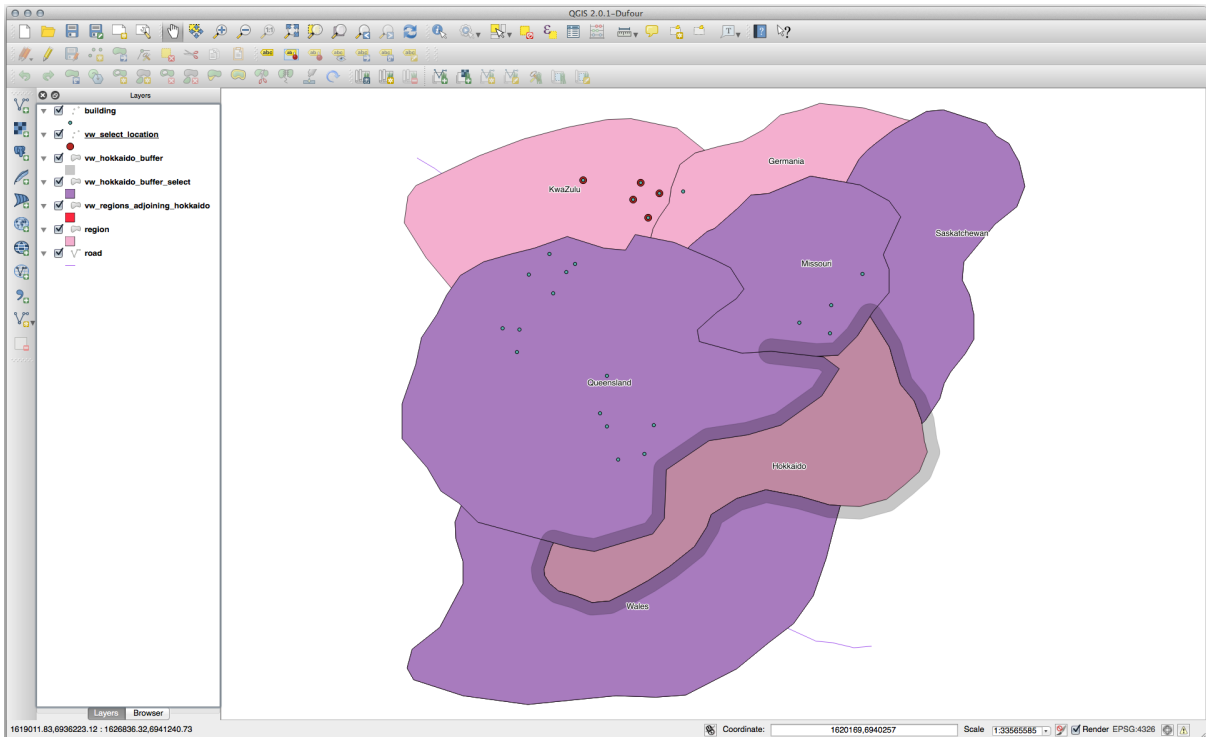 QGIS 2.0.1-Dufour
Layers
building
vw_select_location
vw_hokkaido_buffer
vw_hokkaido_buffer_select
vw_regions_adjoining_hokkaido
region
road
Germania
KwaZulu
Saskatchewan
Missouri
Queensland
Hokkaido
Wales
Layers Browser
1619011.83,6936223.12 : 1626836.32,6941240.73 Coordinate: 1620169,6940257 Scale 1:33565585 Render EPSG:4326